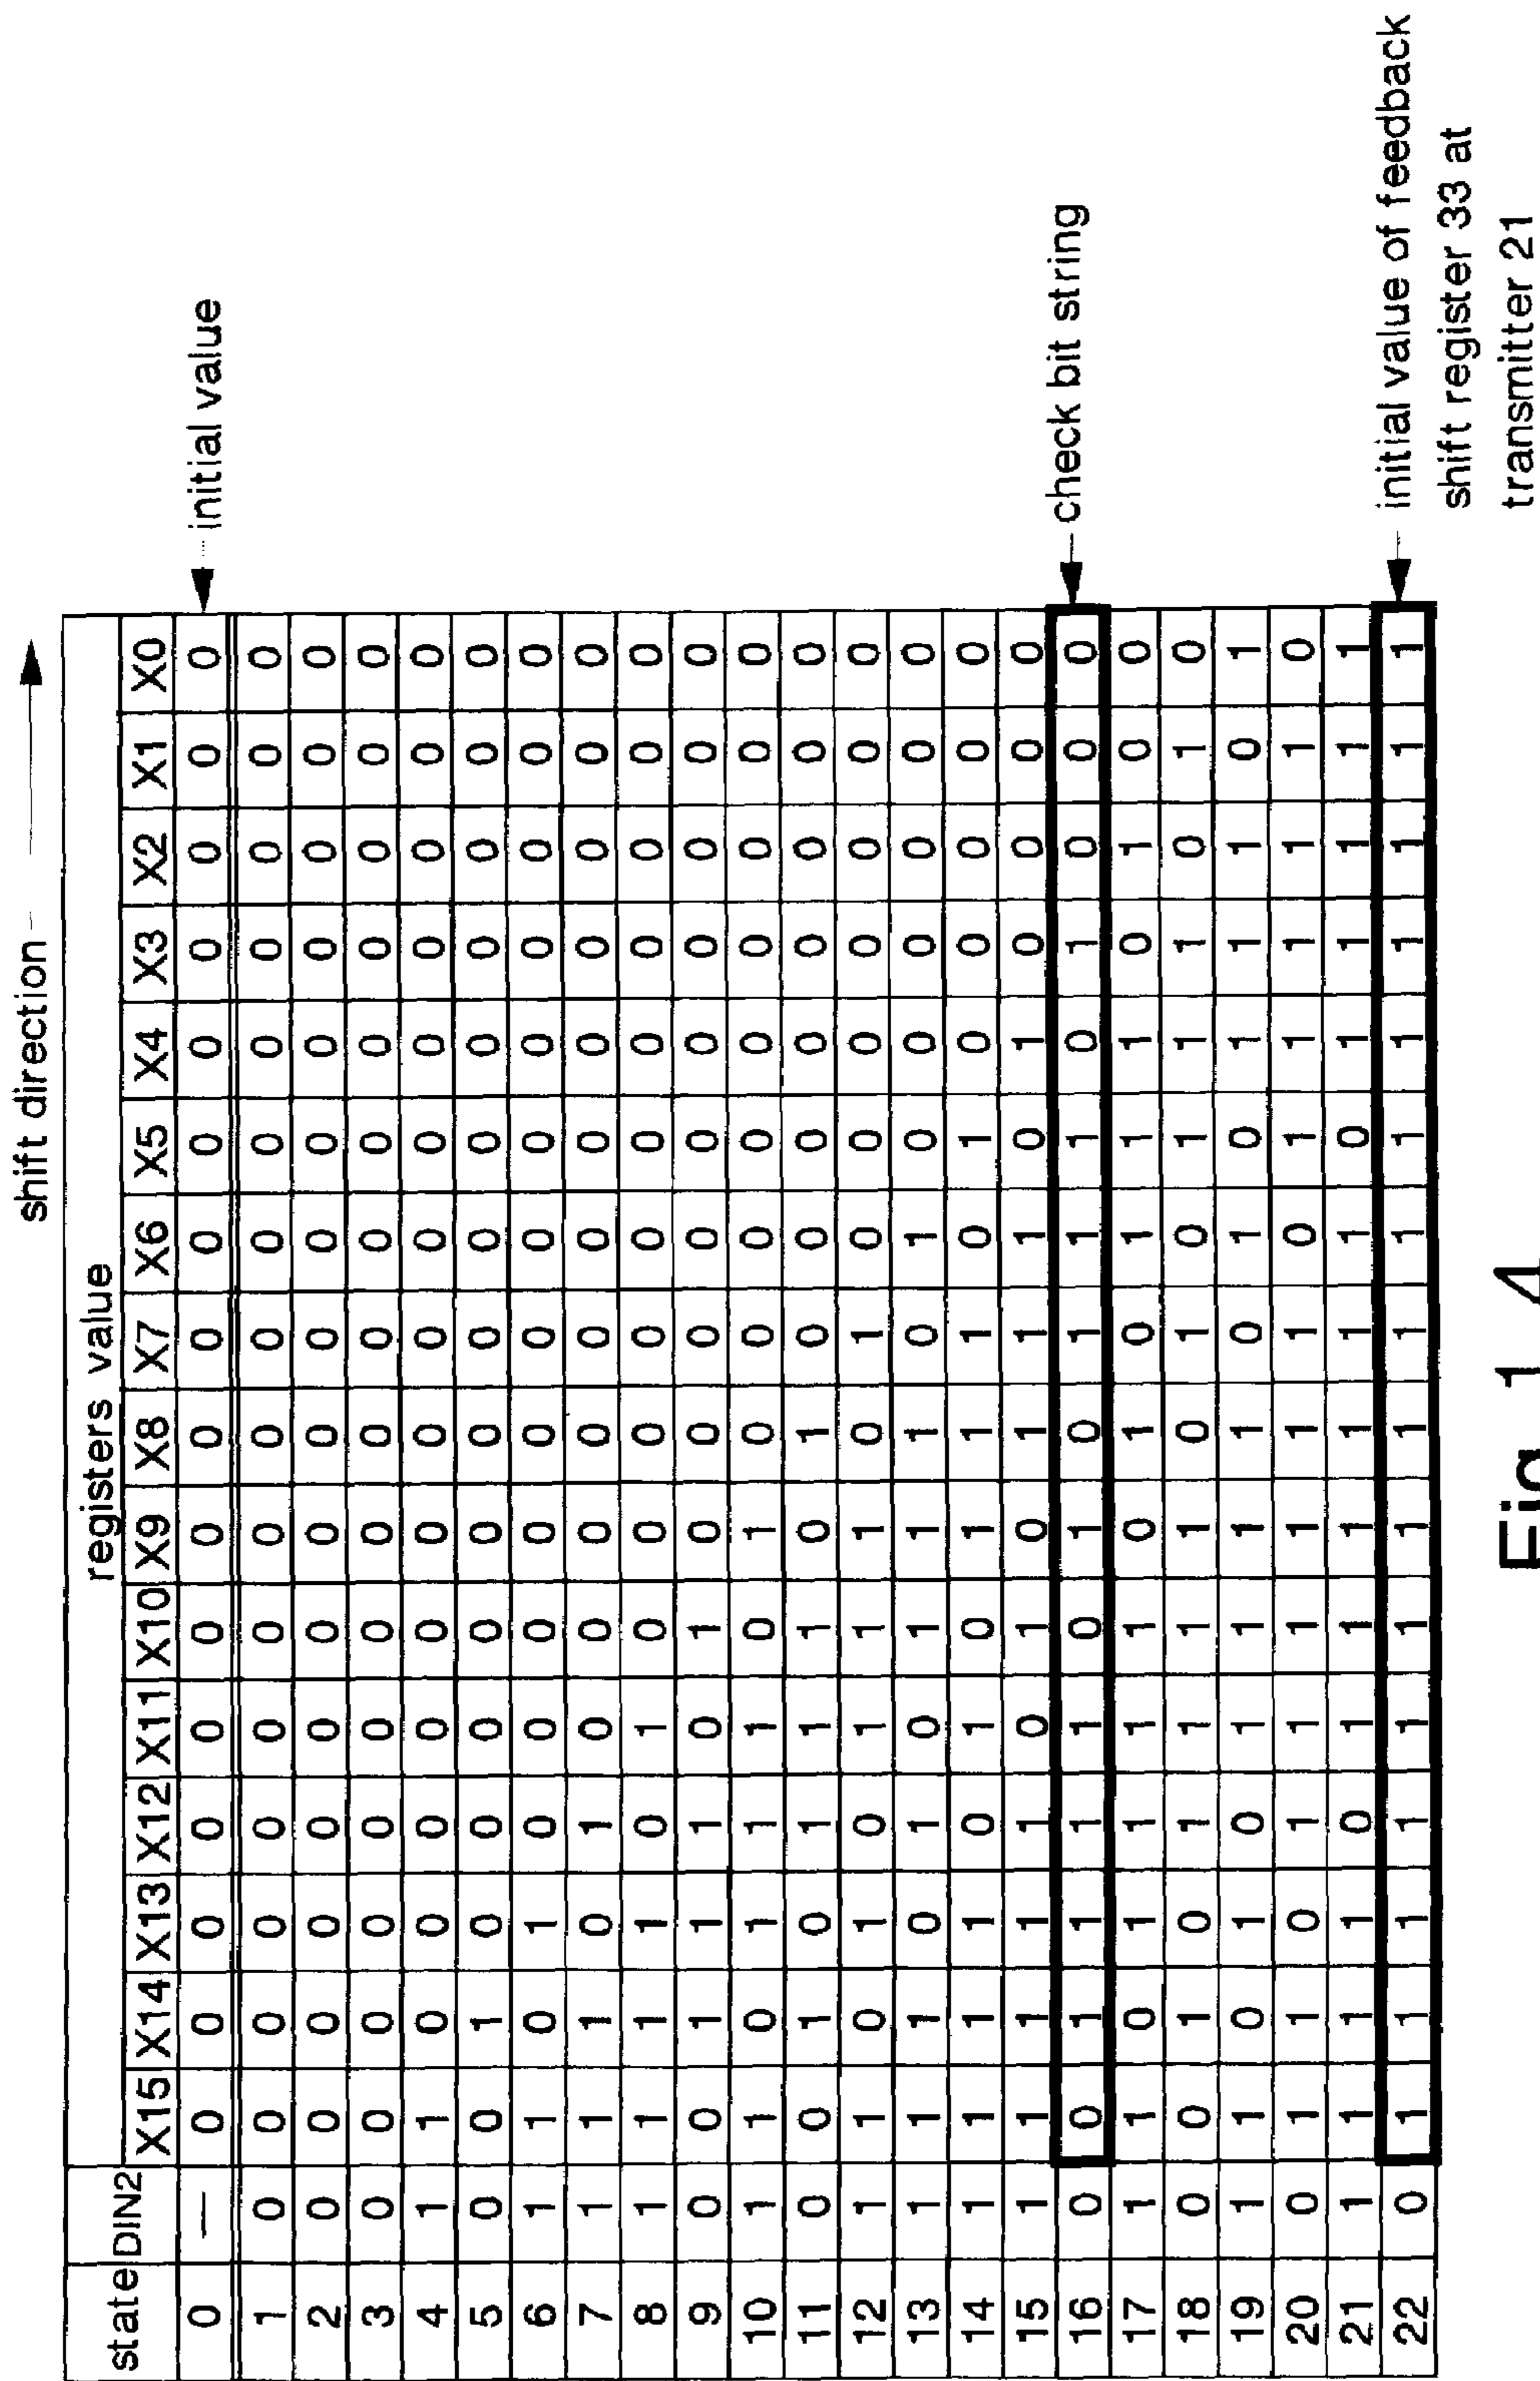 shift direction
registers value
state DIN2 X15 X14 X13 X12 X11 X10 X9 X8 X7 X6 X5 X4 X3 X2 X1 X0
0 — 0 0 0 0 0 0 0 0 0 0 0 0 0 0 0 0 initial value
1 0 0 0 0 0 0 0 0 0 0 0 0 0 0 0 0 0
2 0 0 0 0 0 0 0 0 0 0 0 0 0 0 0 0 0
3 0 0 0 0 0 0 0 0 0 0 0 0 0 0 0 0 0
4 1 1 0 0 0 0 0 0 0 0 0 0 0 0 0 0 0
5 0 0 1 0 0 0 0 0 0 0 0 0 0 0 0 0 0
6 1 1 0 1 0 0 0 0 0 0 0 0 0 0 0 0 0
7 1 1 1 0 1 0 0 0 0 0 0 0 0 0 0 0 0
8 1 1 1 1 0 1 0 0 0 0 0 0 0 0 0 0 0
9 0 0 1 1 1 0 1 0 0 0 0 0 0 0 0 0 0
10 1 1 0 1 1 1 0 1 0 0 0 0 0 0 0 0 0
11 0 0 1 0 1 1 1 0 1 0 0 0 0 0 0 0 0
12 1 1 0 1 0 1 1 1 0 1 0 0 0 0 0 0 0
13 1 1 1 0 1 0 1 1 1 0 1 0 0 0 0 0 0
14 1 1 1 1 0 1 0 1 1 1 0 1 0 0 0 0 0
15 1 1 1 1 1 0 1 0 1 1 1 0 1 0 0 0 0
16 0 0 1 1 1 1 0 1 0 1 1 1 0 1 0 0 0 check bit string
17 1 1 0 1 1 1 1 0 1 0 1 1 1 0 1 0 0
18 0 0 1 0 1 1 1 1 0 1 0 1 1 1 0 1 0
19 1 1 0 1 0 1 1 1 1 0 1 0 1 1 1 0 1
20 0 1 1 0 1 1 1 1 1 1 0 1 1 1 1 1 0
21 1 1 1 1 0 1 1 1 1 1 1 0 1 1 1 1 1
22 0 1 1 1 1 1 1 1 1 1 1 1 1 1 1 1 1 initial value of feedback
shift register 33 at
transmitter 21
Fig. 14